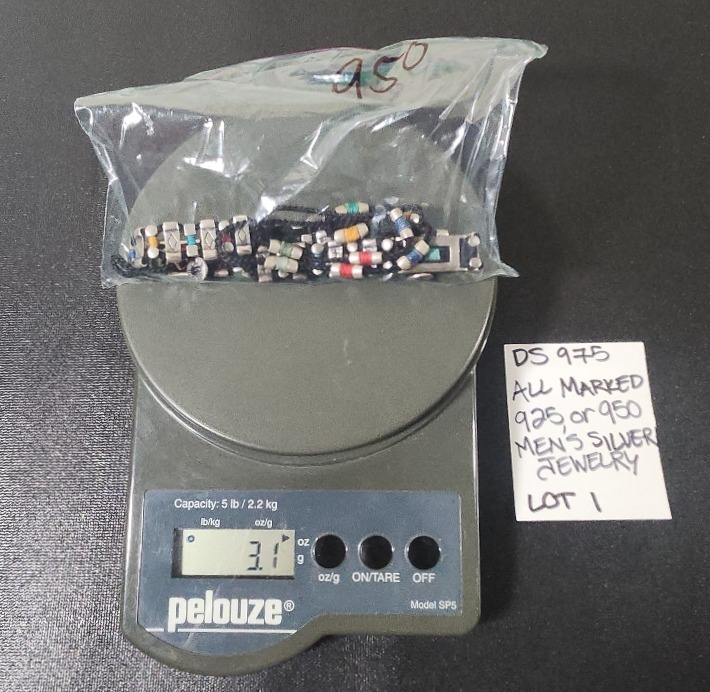 950
DS 975
ALL MARKED
925, or 950
MEN'S SILVER
JEWELRY
LOT 1
Capacity: 5 lb / 2.2 kg
lb/kg oz/g
3.1 oz
g
oz/g ON/TARE OFF
pelouze®
Model SP5